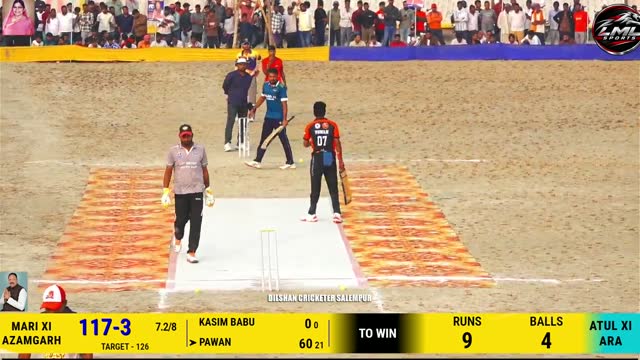 LML
SPORTS
07
DILSHAN CRICKETER SALEMPUR
MARI XI
AZAMGARH
117-3
7.2/8
TARGET - 126
KASIM BABU 0 0
➤ PAWAN 60 21
TO WIN
RUNS
9
BALLS
4
ATUL XI
ARA